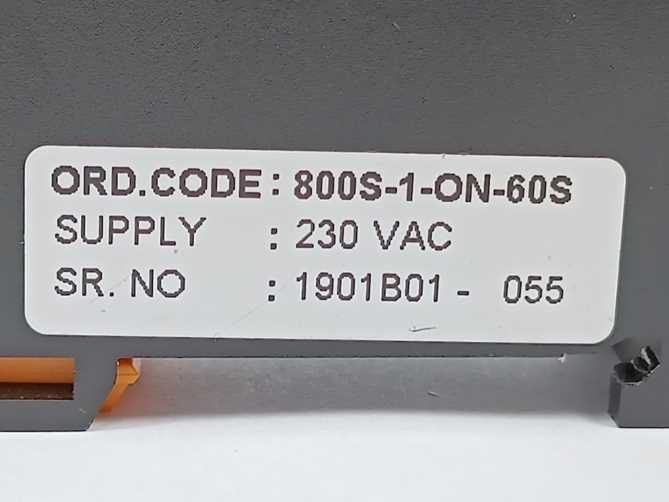 ORD.CODE : 800S-1-ON-60S
SUPPLY : 230 VAC
SR. NO : 1901B01 - 055